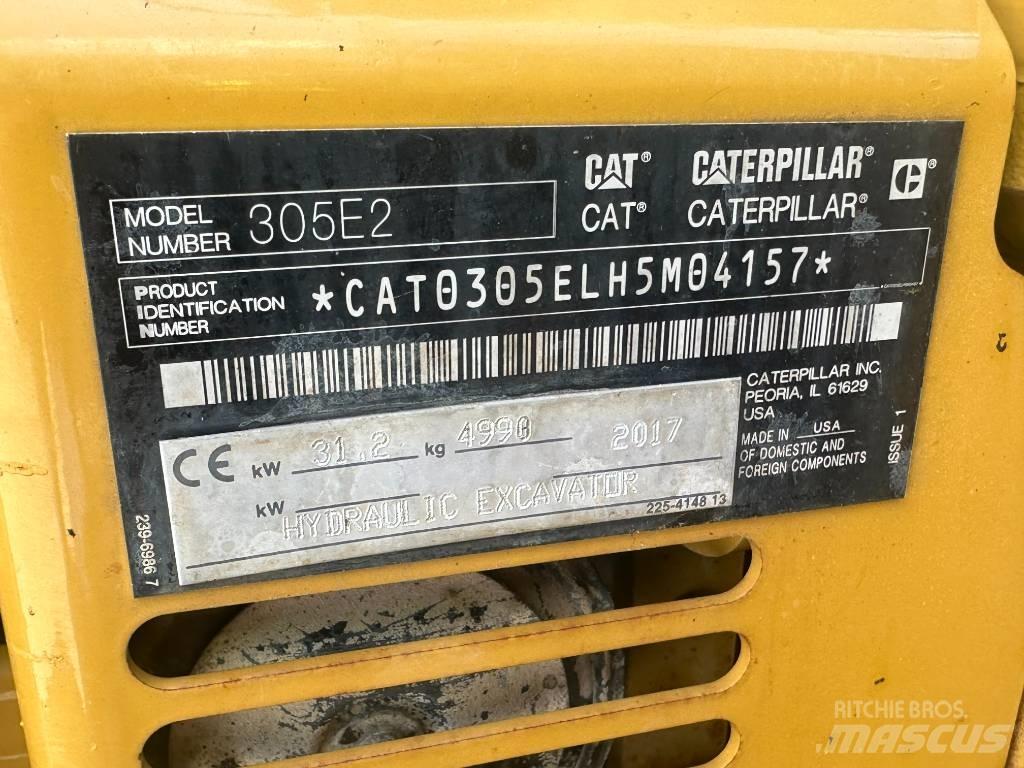 CAT® CATERPILLAR®
CAT® CATERPILLAR®
MODEL
NUMBER 305E2
PRODUCT
IDENTIFICATION
NUMBER
*CAT0305ELH5M04157*
CATERPILLAR INC.
PEORIA, IL 61629
USA
MADE IN USA
OF DOMESTIC AND
FOREIGN COMPONENTS
ISSUE 1
CE kW 31.2 kg 4990 2017
kW
HYDRAULIC EXCAVATOR
225-4148 13
239-6986 7
RITCHIE BROS.
MASCUS